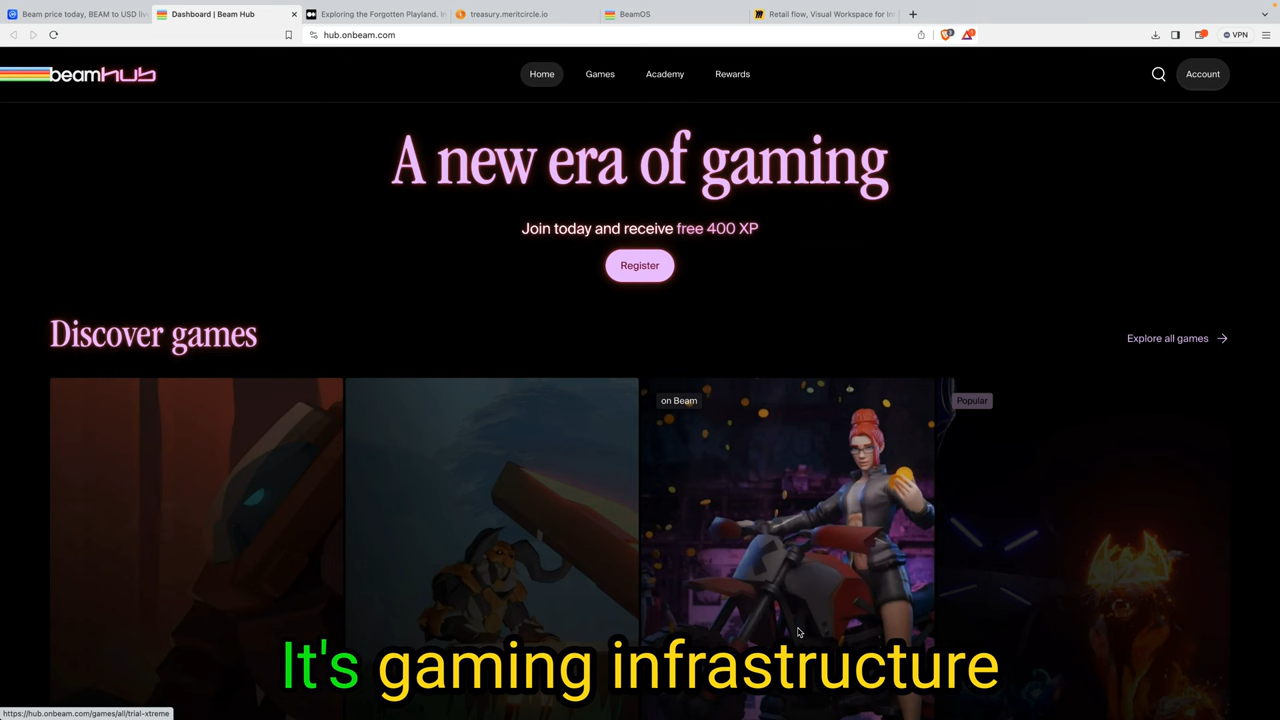 Beam price today, BEAM to USD liv
Dashboard | Beam Hub
Exploring the Forgotten Playland. In
treasury.meritcircle.io
BeamOS
Retail flow, Visual Workspace for In
hub.onbeam.com
VPN
beamhub
Home
Games
Academy
Rewards
Account
A new era of gaming
Join today and receive free 400 XP
Register
Discover games
Explore all games
on Beam
Popular
It's gaming infrastructure
https://hub.onbeam.com/games/all/trial-xtreme